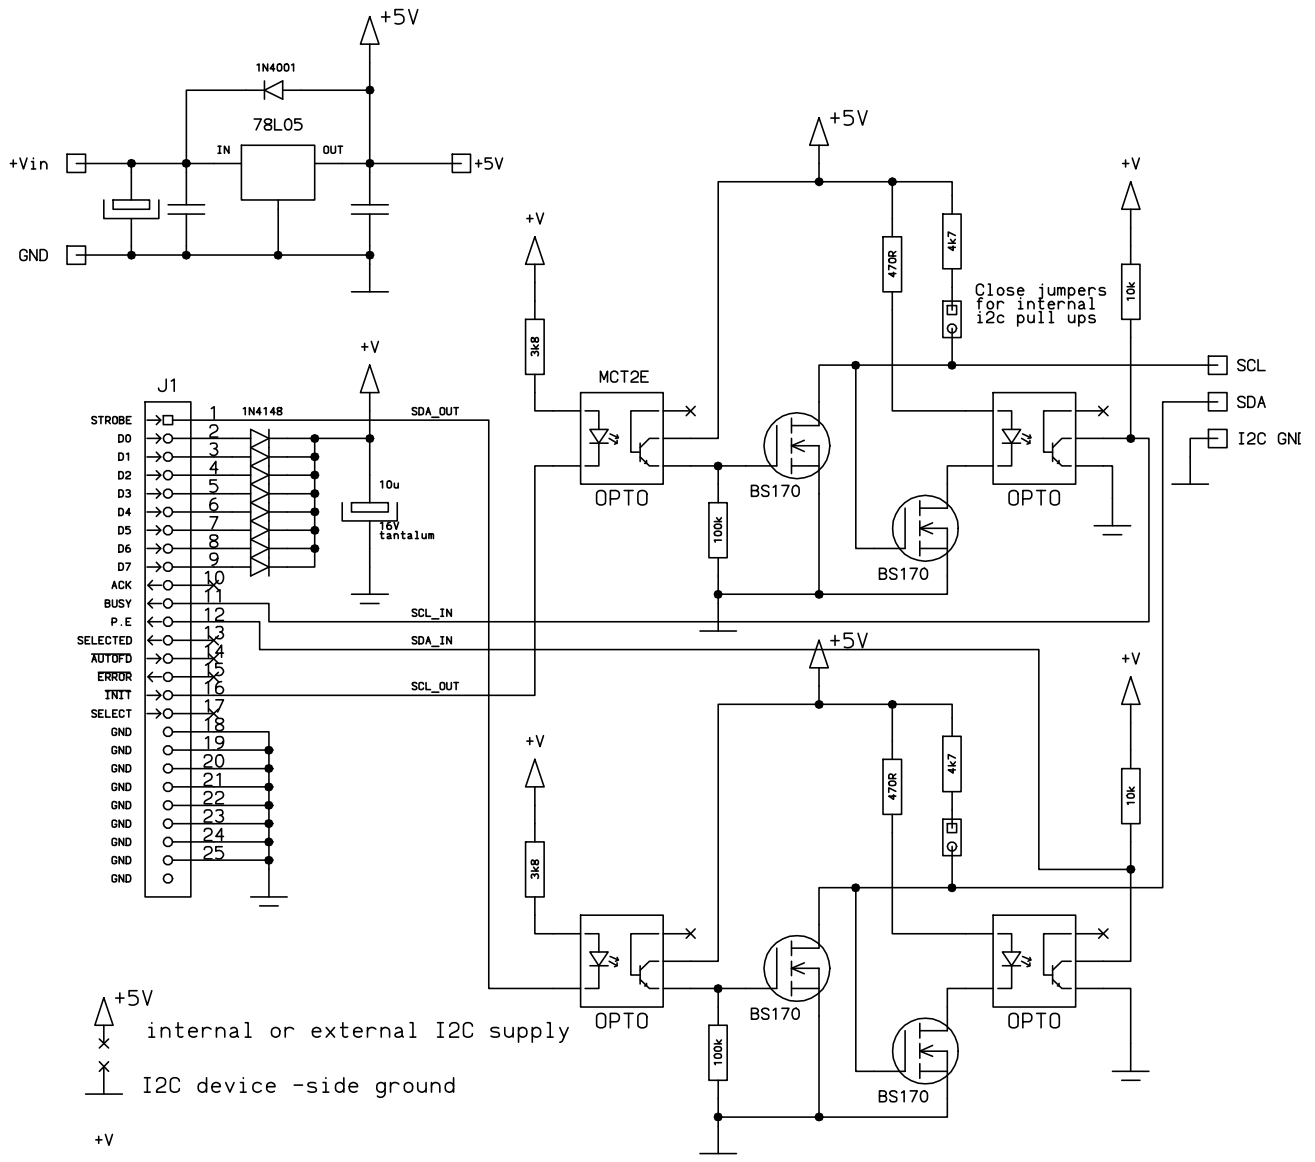 +5V
1N4001
78L05
IN
OUT
+Vin
+5V
GND
+5V
+V
+V
470R
4k7
10k
Close jumpers
for internal
i2c pull ups
3k8
MCT2E
SCL
SDA
I2C GN
OPTO
BS170
OPTO
100k
BS170
+V
J1
1N4148
SDA_OUT
10u
16V
tantalum
STROBE 1
D0 2
D1 3
D2 4
D3 5
D4 6
D5 7
D6 8
D7 9
ACK 10
BUSY 11
P.E 12
SELECTED 13
AUTOFD 14
ERROR 15
INIT 16
SELECT 17
GND 18
GND 19
GND 20
GND 21
GND 22
GND 23
GND 24
GND 25
GND
SCL_IN
SDA_IN
SCL_OUT
+5V
+V
+V
470R
4k7
10k
3k8
OPTO
BS170
OPTO
100k
BS170
+5V
internal or external I2C supply
I2C device -side ground
+V